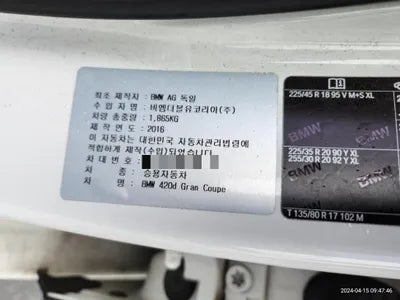 최초 제작자 : BMW AG 독일
수 입 자 명 : 비엠더블유코리아(주)
차량 총중량 : 1,865KG
제작 연도 : 2016
이 자동차는 대한민국 자동차관리법령에
적합하게 제작(수입)되었습니다.
차 대 번 호 :
차 종 : 승용자동차
차 명 : BMW 420d Gran Coupe
225/45 R 18 95 V M+S XL
BMW
225/35 R 20 90 Y XL
255/30 R 20 92 Y XL
BMW
T 135/80 R 17 102 M
2024-04-15 09:47:46